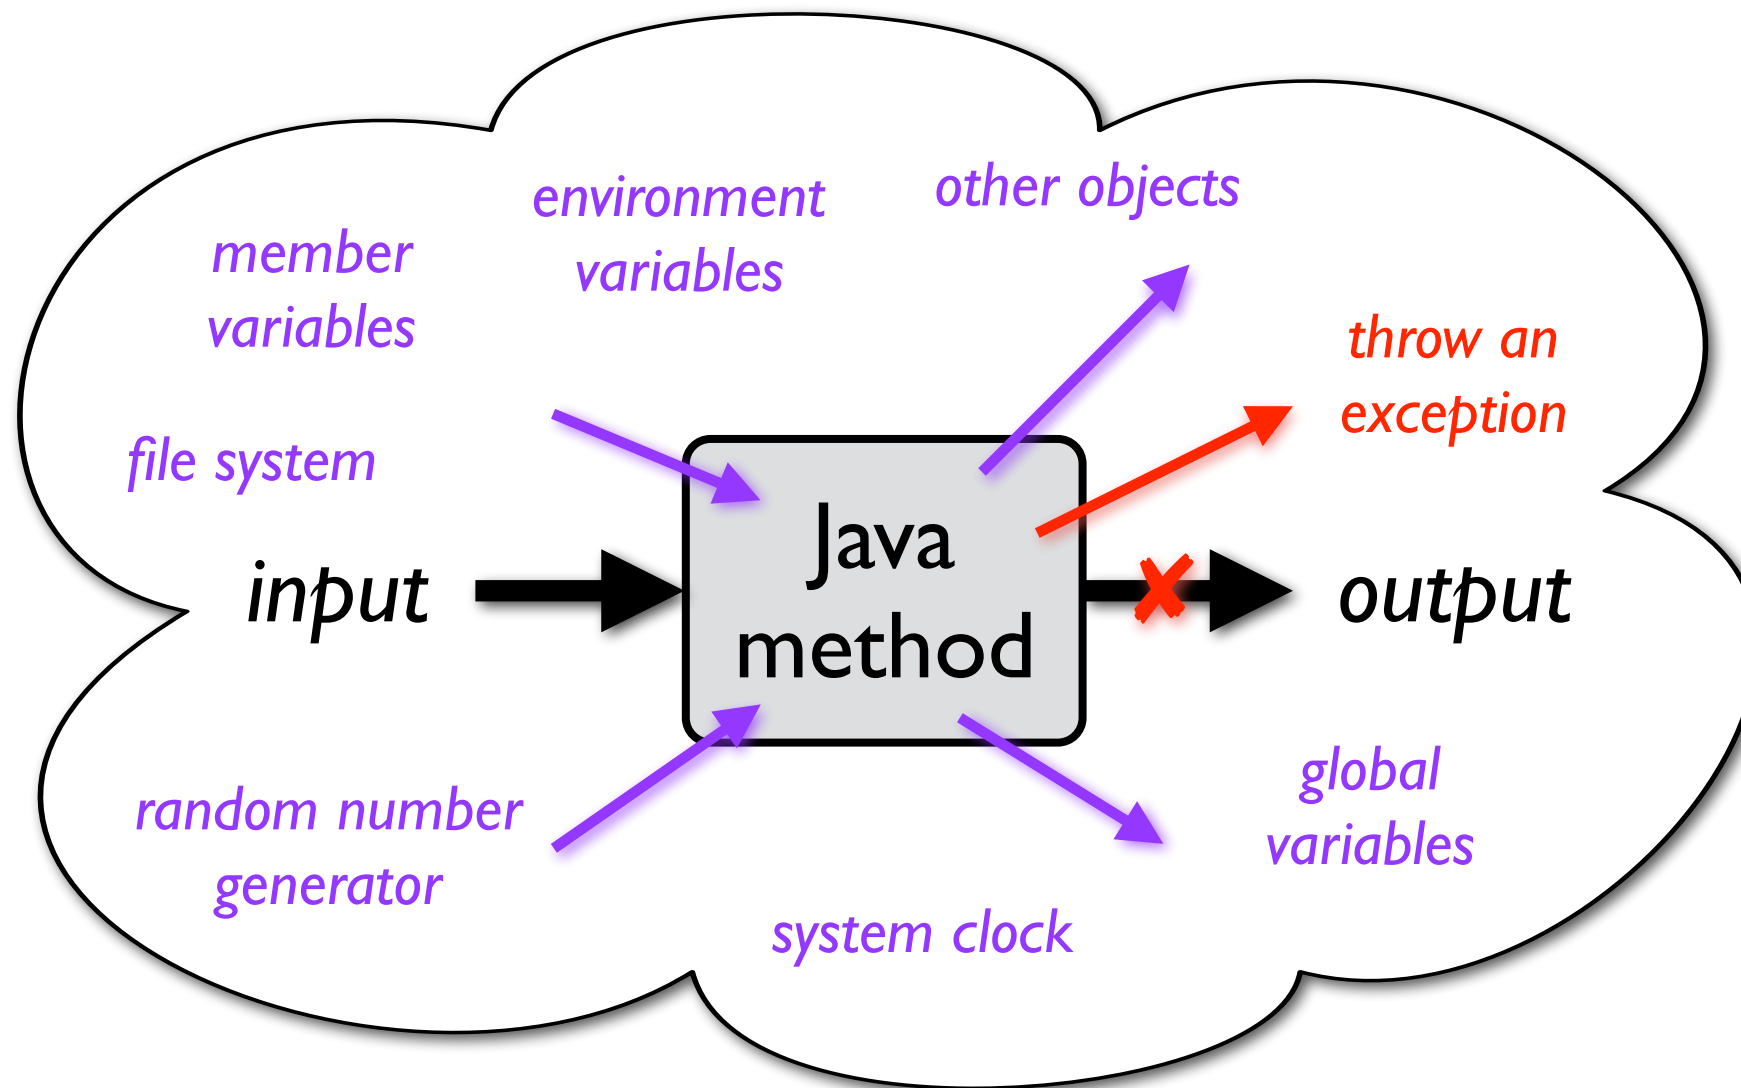 environment
variables
other objects
member
variables
throw an
exception
file system
Java
method
input
output
random number
generator
global
variables
system clock